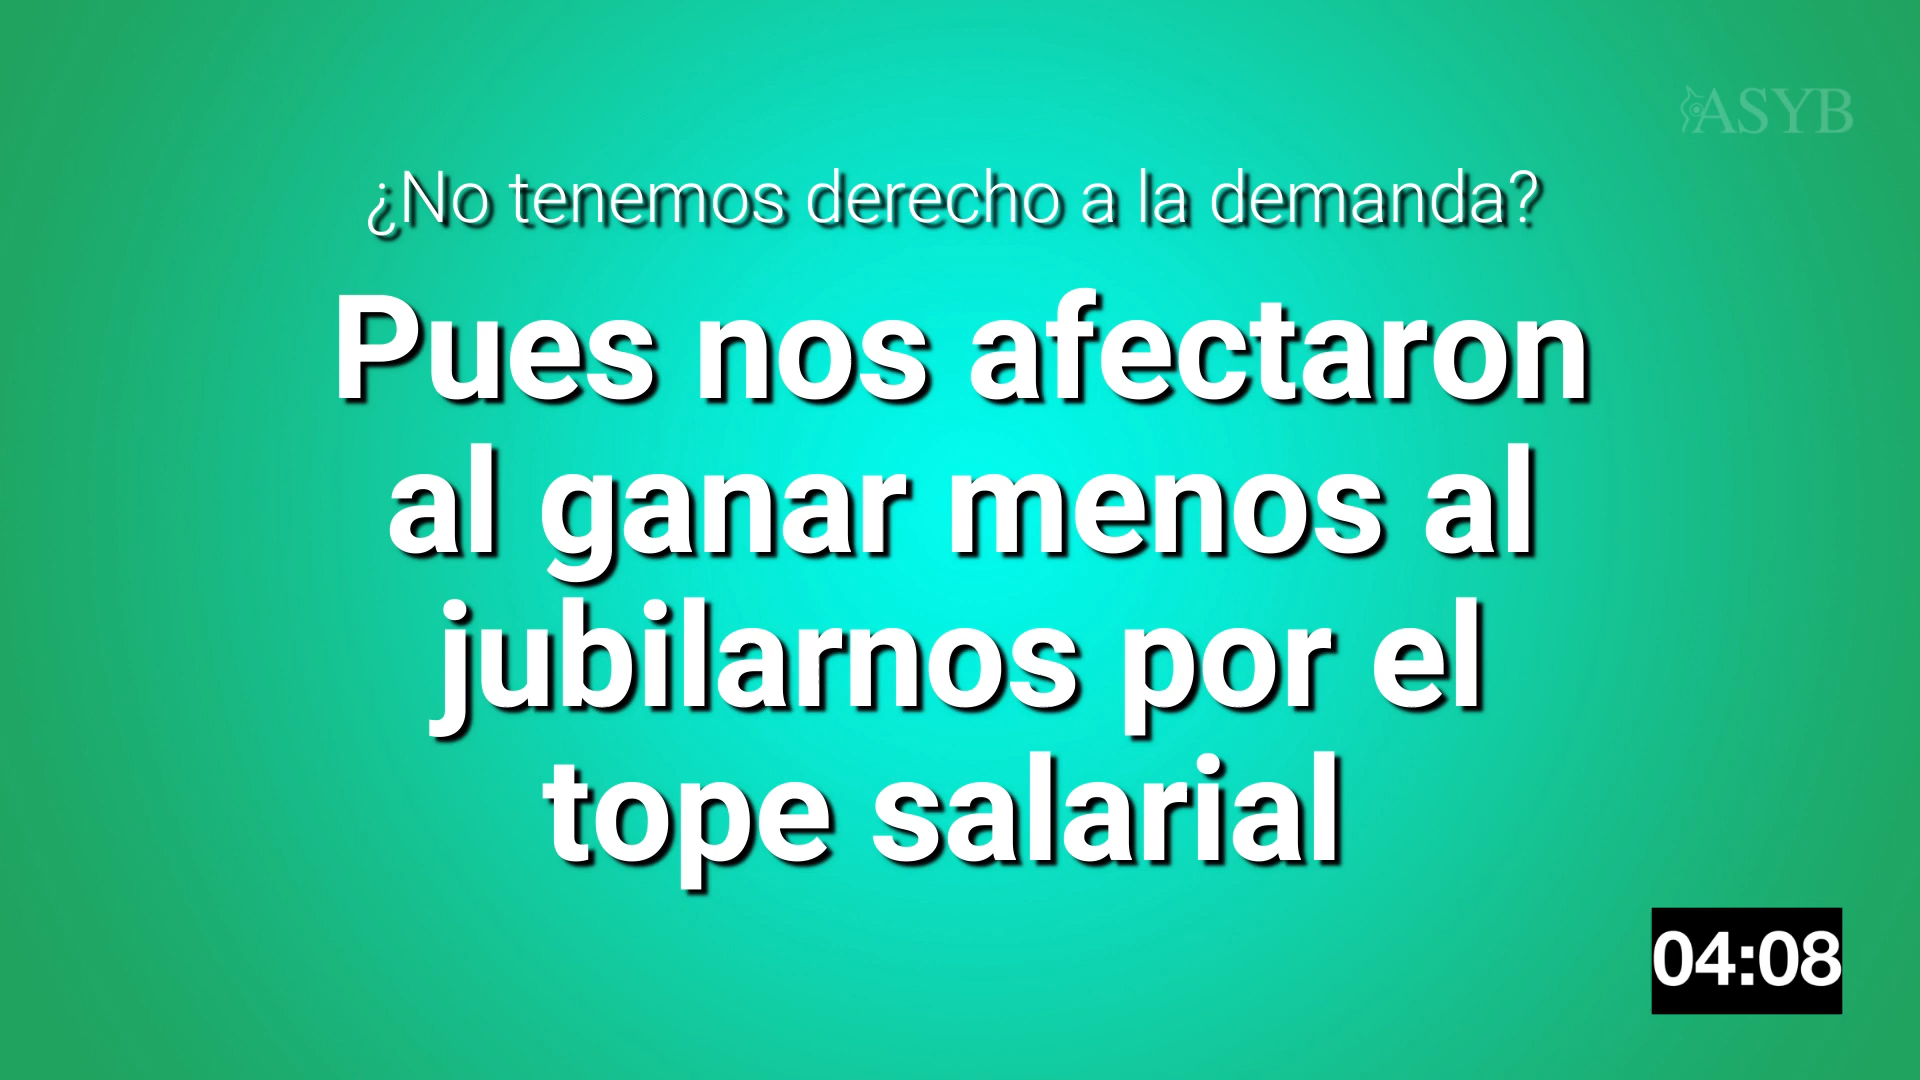 ASYB
¿No tenemos derecho a la demanda?
Pues nos afectaron
al ganar menos al
jubilarnos por el
tope salarial
04:08